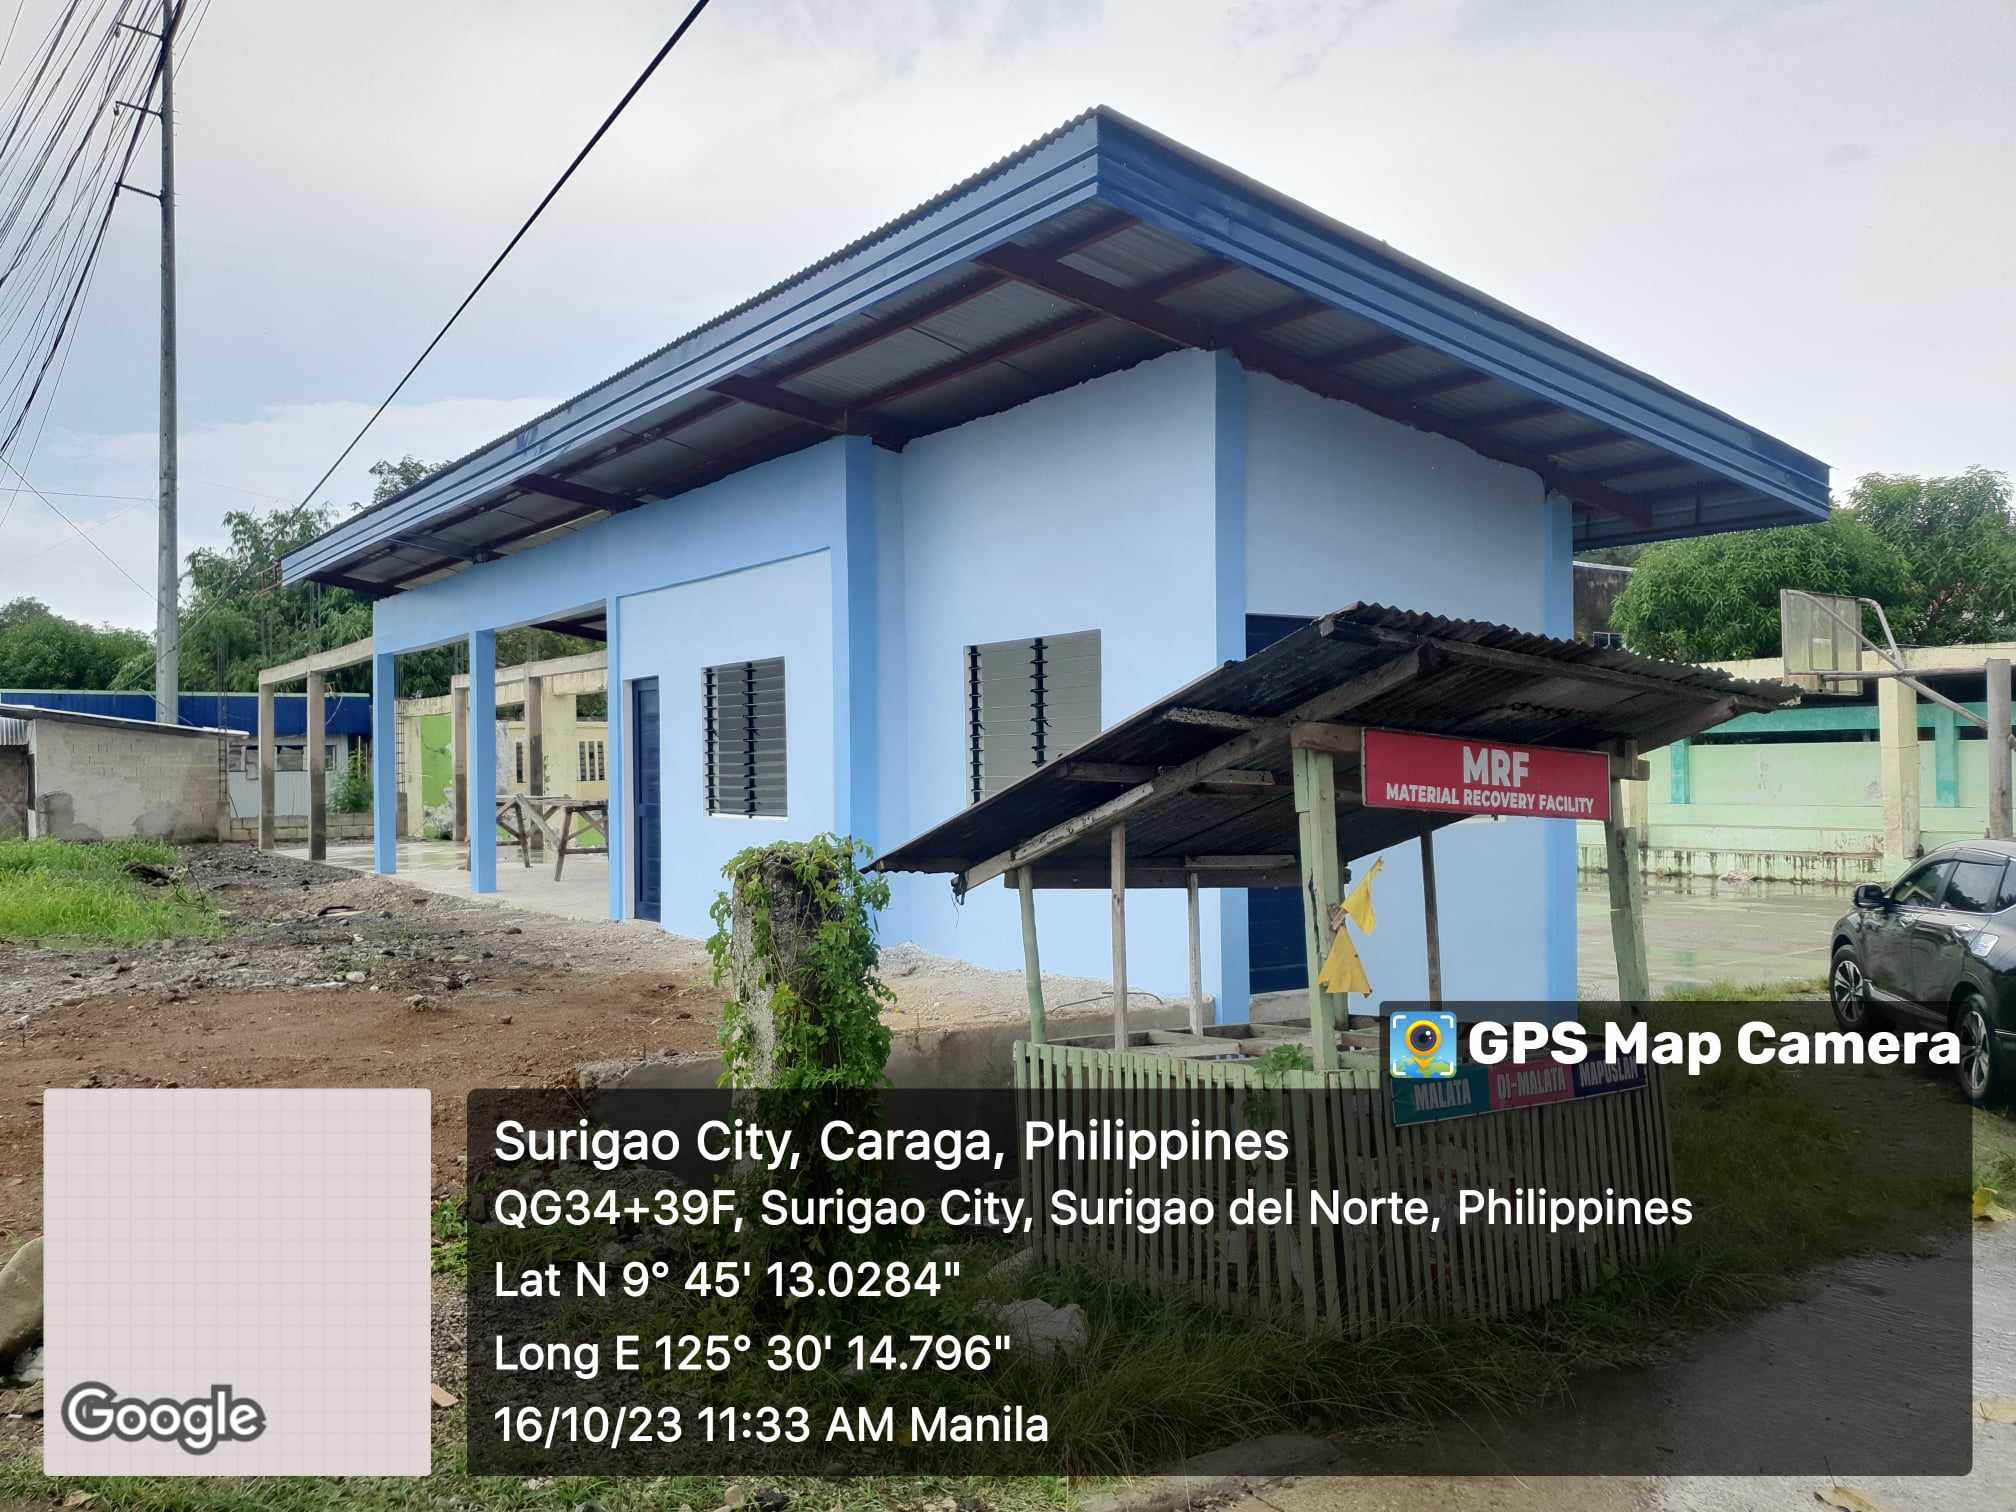 MRF
MATERIAL RECOVERY FACILITY
GPS Map Camera
MALATA DI-MALATA MAPUSLAN
Surigao City, Caraga, Philippines
QG34+39F, Surigao City, Surigao del Norte, Philippines
Lat N 9° 45' 13.0284"
Long E 125° 30' 14.796"
16/10/23 11:33 AM Manila
Google